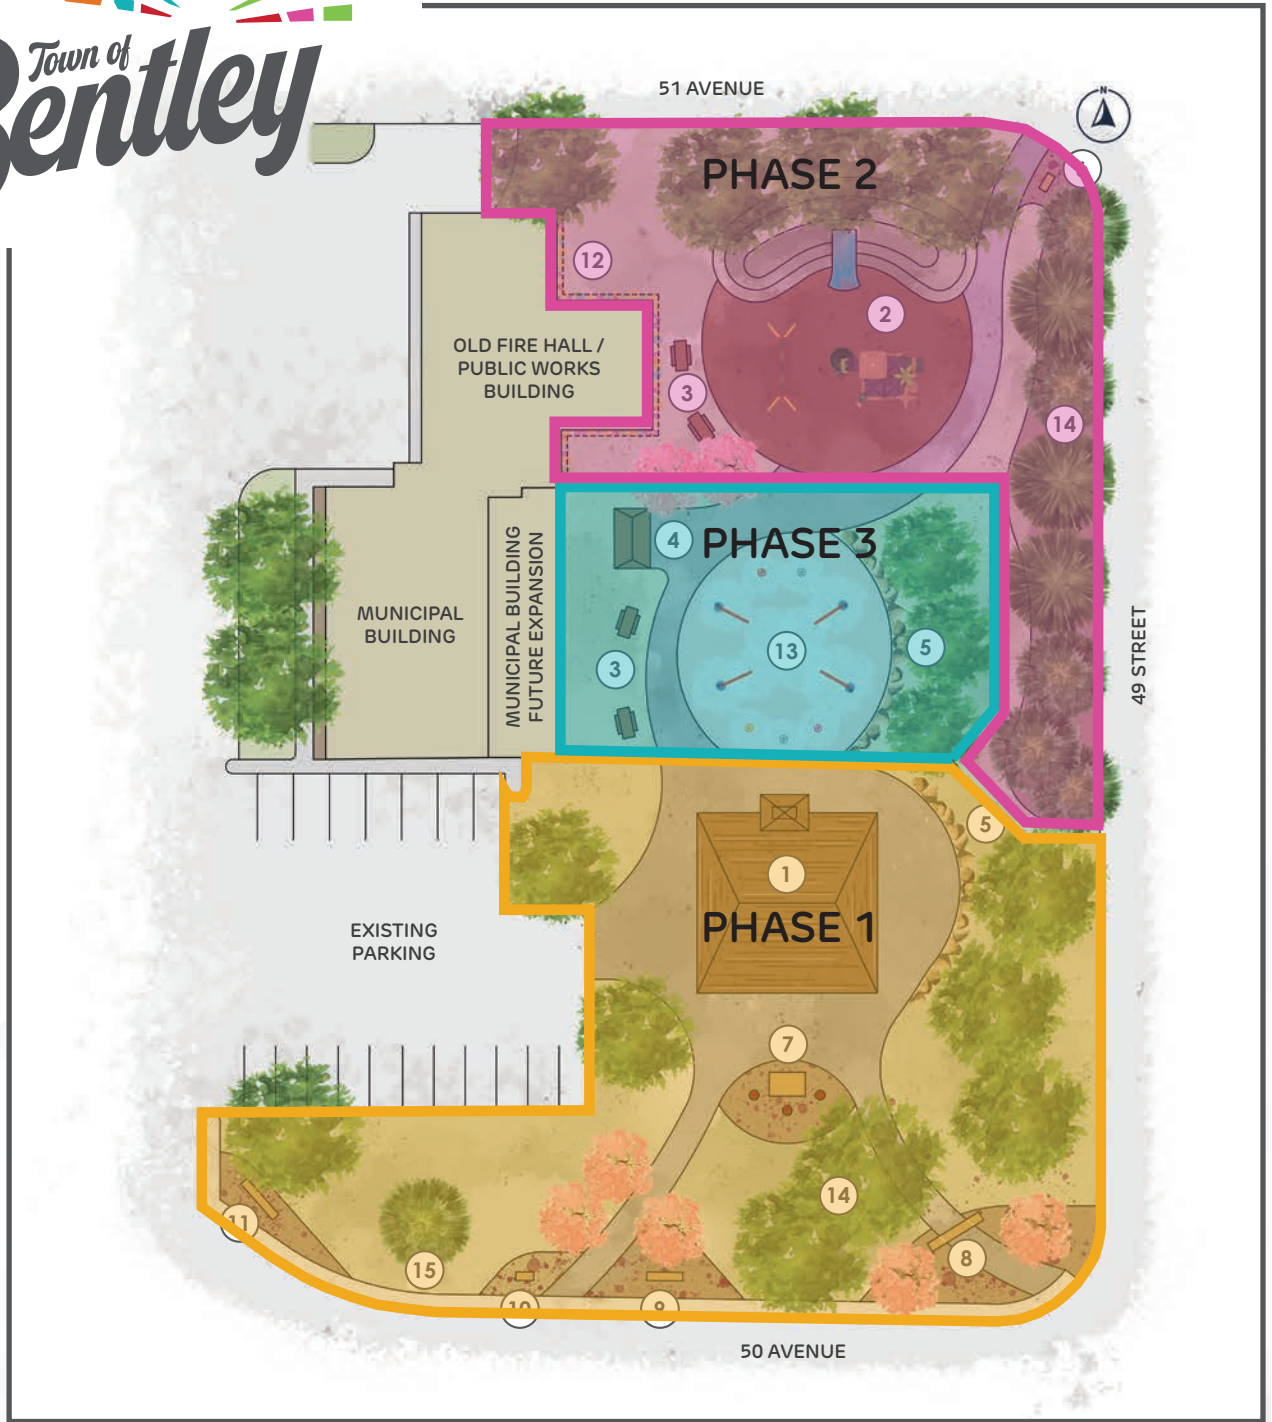 Town of
Bentley
51 AVENUE
N
PHASE 2
12
2
OLD FIRE HALL /
PUBLIC WORKS
BUILDING
3
14
4
PHASE 3
MUNICIPAL BUILDING
FUTURE EXPANSION
MUNICIPAL
BUILDING
13
5
3
49 STREET
5
1
PHASE 1
EXISTING
PARKING
7
14
11
8
15
10
9
50 AVENUE